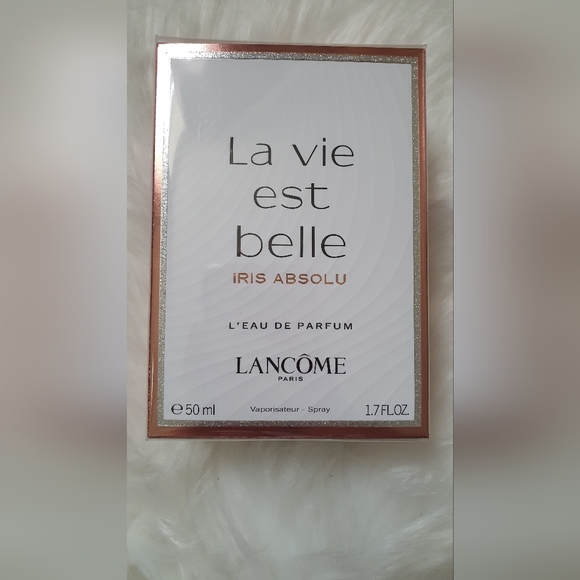 La vie
est
belle
IRIS ABSOLU
L'EAU DE PARFUM
LANCÔME
PARIS
℮ 50 ml Vaporisateur - Spray 1.7 FL.OZ.